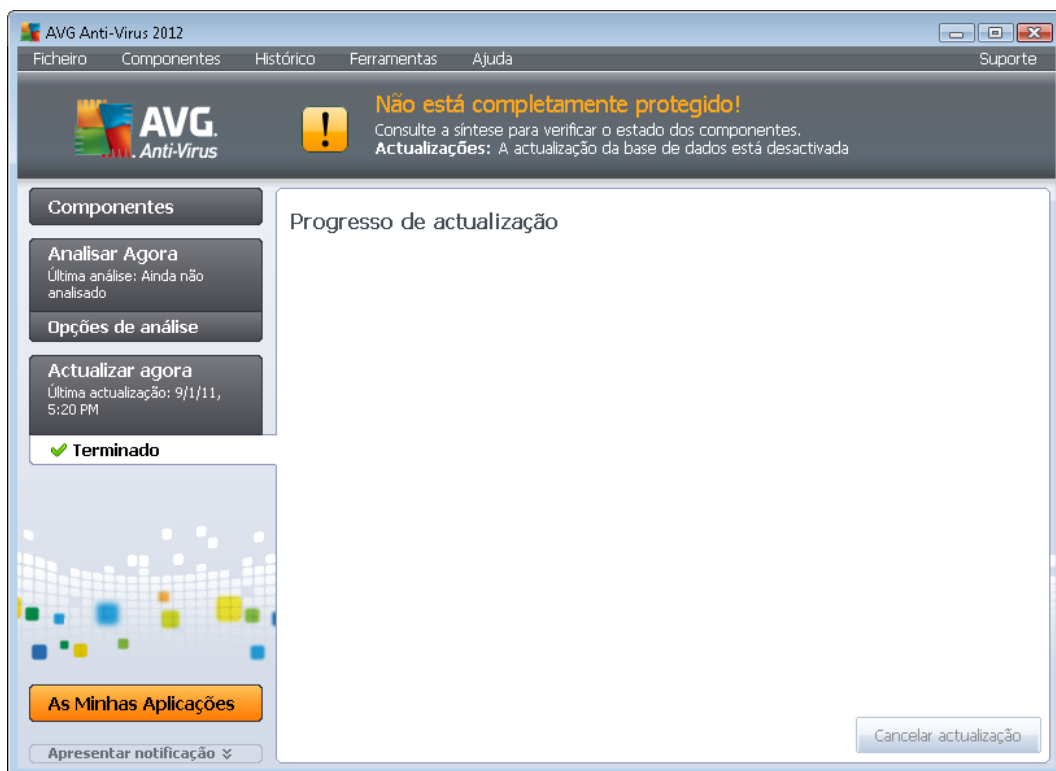 AVG Anti-Virus 2012
Ficheiro Componentes Histórico Ferramentas Ajuda Suporte
AVG.
Anti-Virus
Não está completamente protegido!
Consulte a síntese para verificar o estado dos componentes.
Actualizações: A actualização da base de dados está desactivada
Componentes
Analisar Agora
Última análise: Ainda não
analisado
Opções de análise
Actualizar agora
Última actualização: 9/1/11,
5:20 PM
Terminado
As Minhas Aplicações
Apresentar notificação
Progresso de actualização
Cancelar actualização